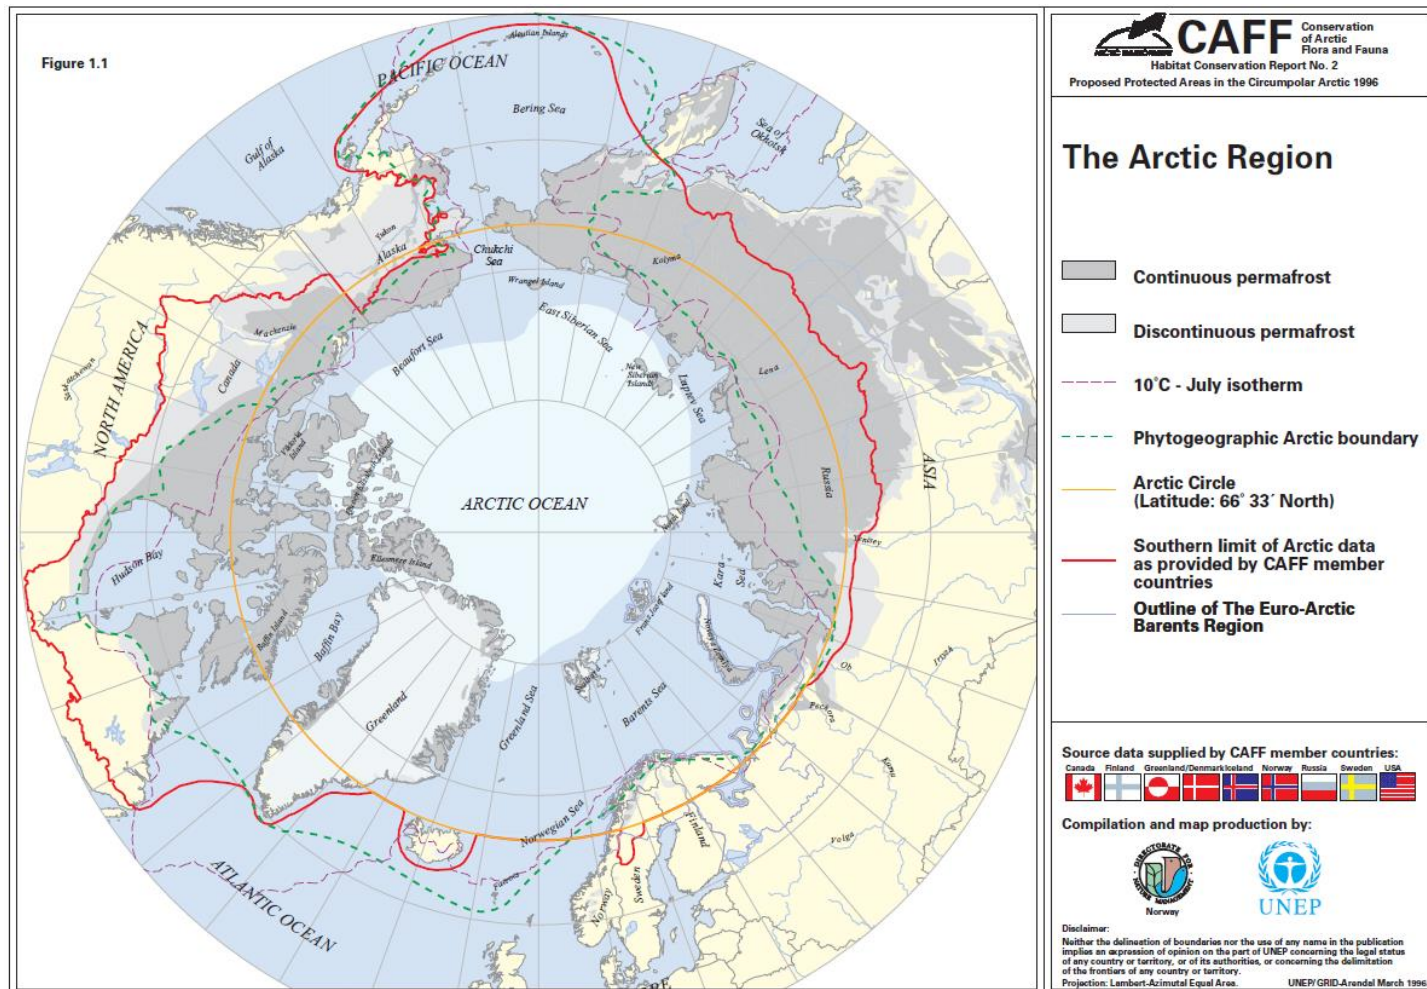 Figure 1.1
PACIFIC OCEAN
Aleutian Islands
Bering Sea
Sea of
Okhotsk
Gulf of
Alaska
Yukon
Alaska
Chukchi
Sea
Kolyma
Wrangel Island
East Siberian Sea
Mackenzie
Beaufort Sea
New
Siberian
Islands
Laptev Sea
Lena
NORTH AMERICA
Canada
Saskatchewan
Viktoria
Island
Queen Elizabeth Islands
ARCTIC OCEAN
Russia
ASIA
Yenisey
Ellesmere Island
Hudson Bay
Kara
Sea
Franz Josef land
Novaya Zemlya
Baffin Island
Baffin Bay
Greenland
Greenland Sea
Svalbard
Barents Sea
Ob
Irtysh
Pechora
Kama
Volga
Norwegian Sea
Finland
Sweden
Norway
Faeroes
ATLANTIC OCEAN
CAFF
Conservation
of Arctic
Flora and Fauna
Habitat Conservation Report No. 2
Proposed Protected Areas in the Circumpolar Arctic 1996
The Arctic Region
Continuous permafrost
Discontinuous permafrost
10°C - July isotherm
Phytogeographic Arctic boundary
Arctic Circle
(Latitude: 66° 33´ North)
Southern limit of Arctic data
as provided by CAFF member
countries
Outline of The Euro-Arctic
Barents Region
Source data supplied by CAFF member countries:
Canada Finland Greenland/Denmark Iceland Norway Russia Sweden USA
Compilation and map production by:
DIRECTORATE FOR
NATURE MANAGEMENT
Norway
UNEP
Disclaimer:
Neither the delineation of boundaries nor the use of any name in the publication
implies an expression of opinion on the part of UNEP concerning the legal status
of any country or territory, or of its authorities, or concerning the delimitation
of the frontiers of any country or territory.
Projection: Lambert-Azimutal Equal Area. UNEP/GRID-Arendal March 1996